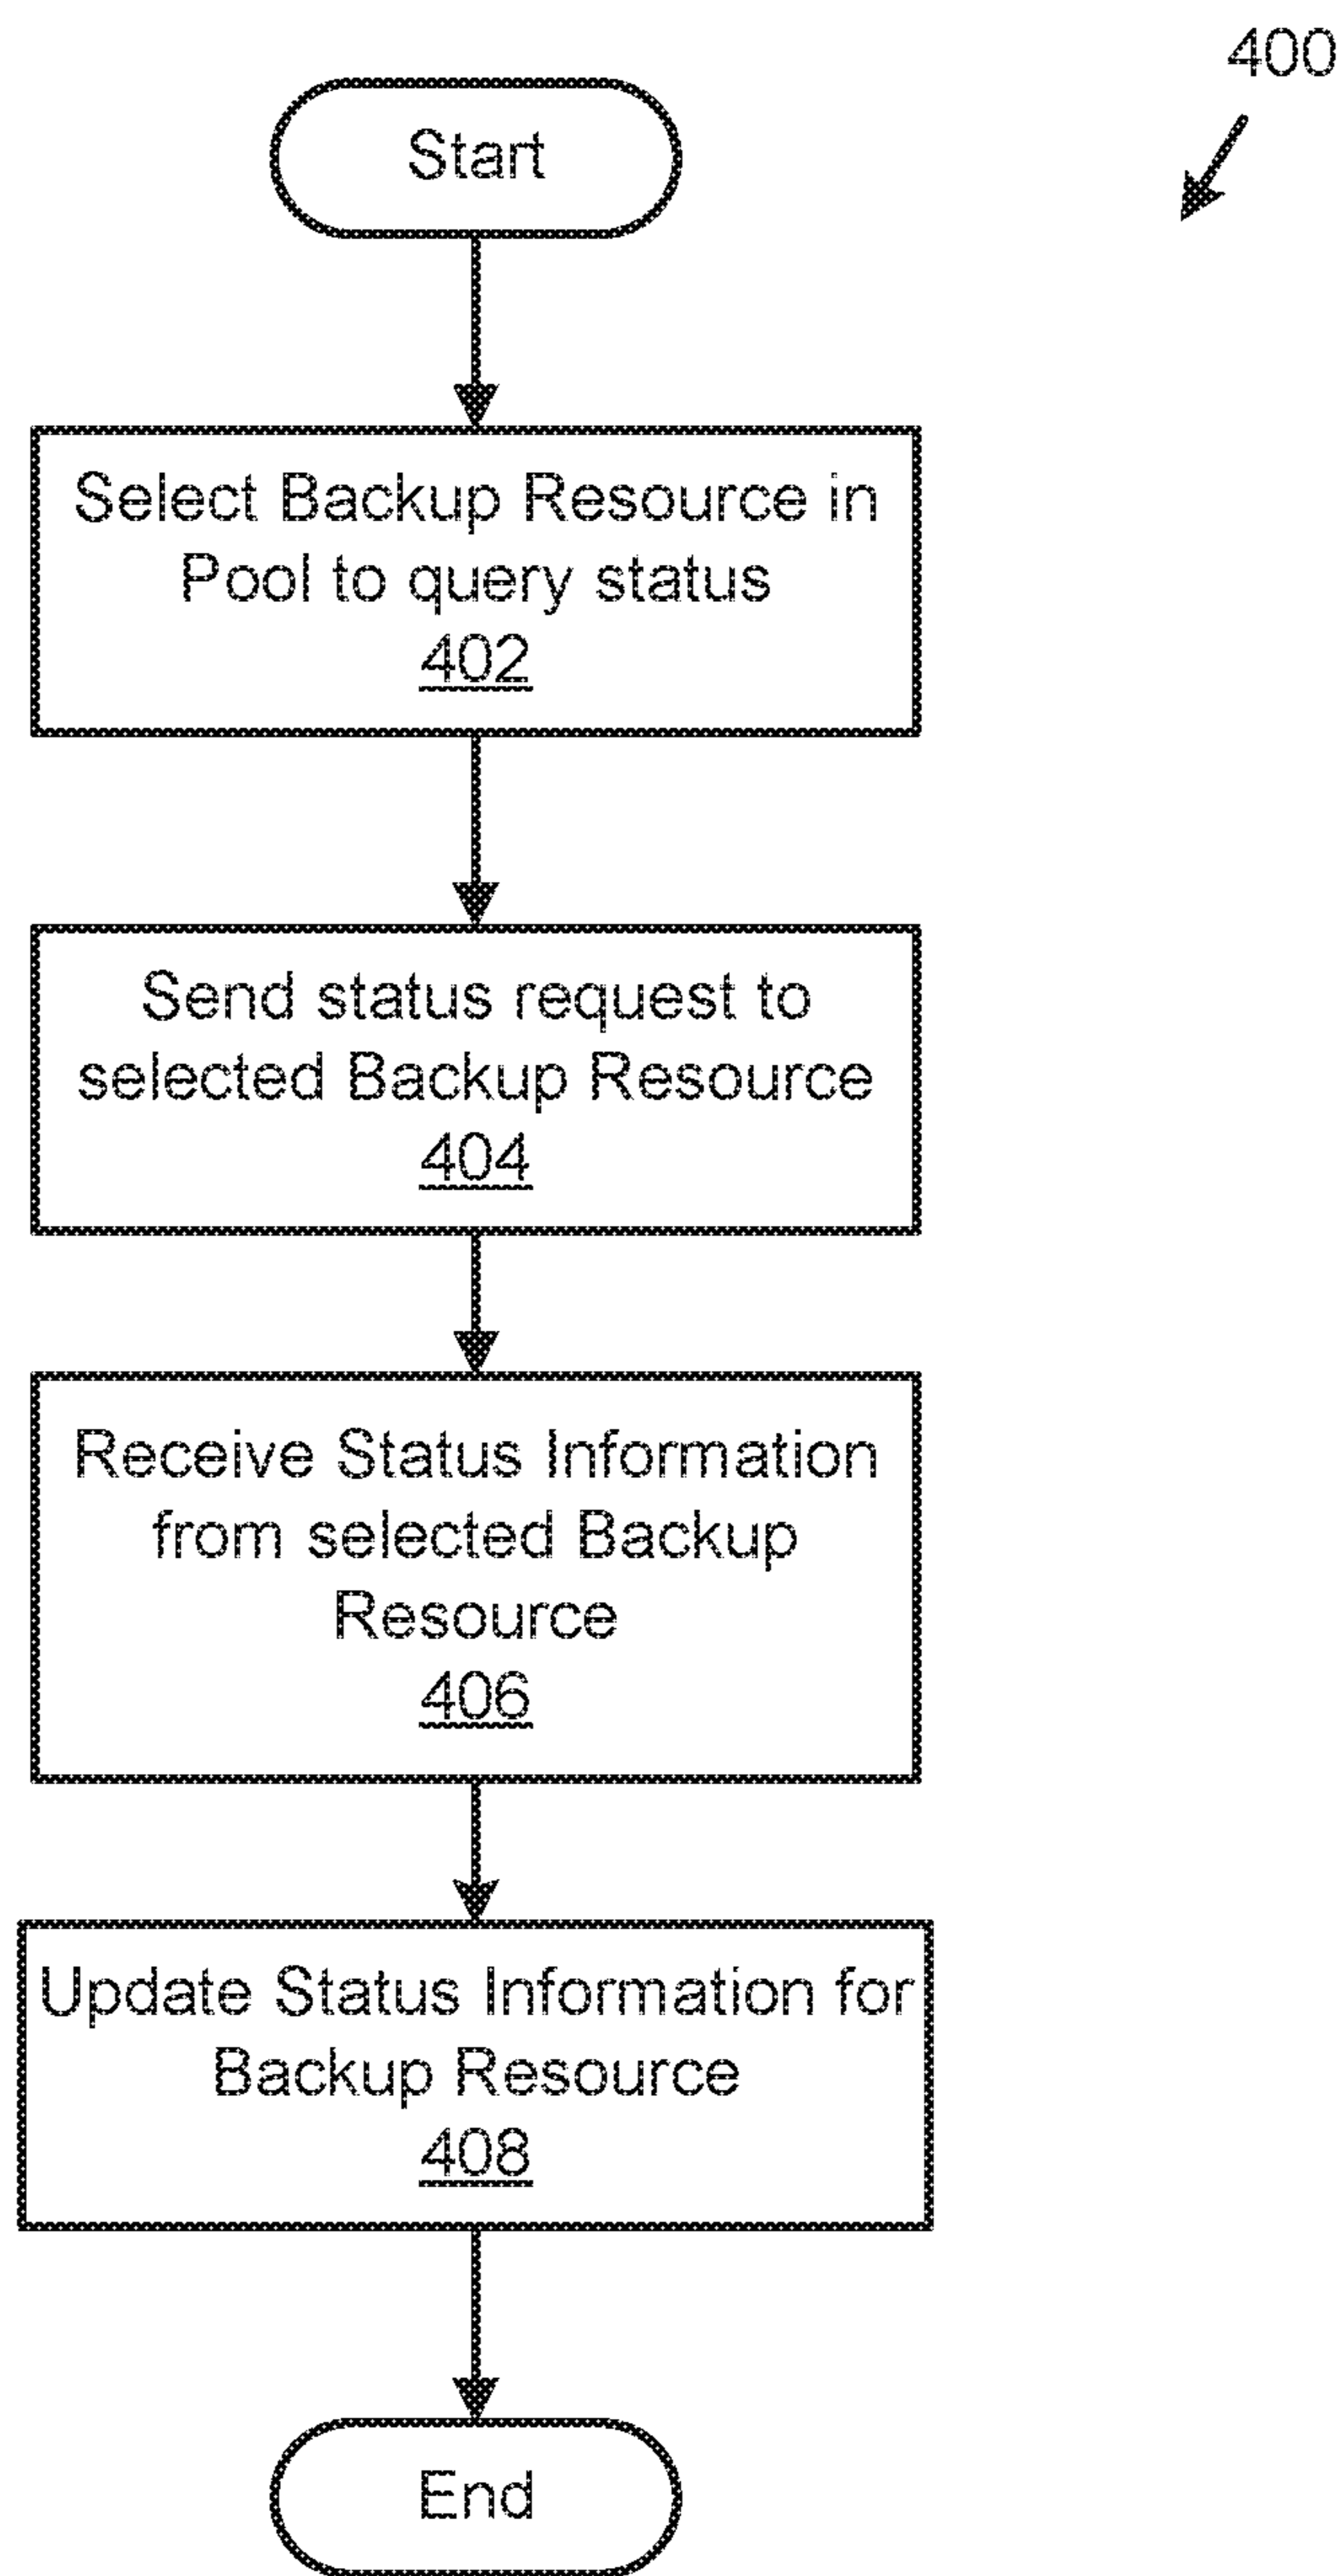 400
Start
Select Backup Resource in
Pool to query status
402
Send status request to
selected Backup Resource
404
Receive Status Information
from selected Backup
Resource
406
Update Status Information for
Backup Resource
408
End